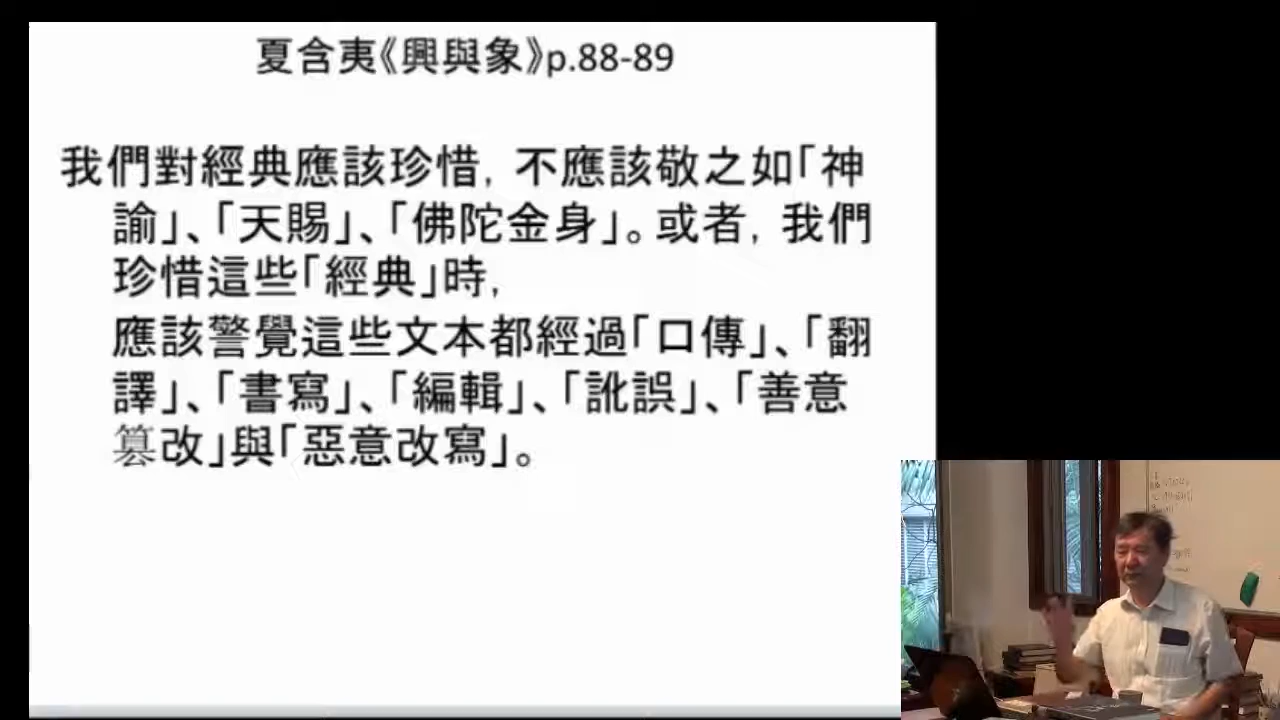 夏含夷《興與象》p.88-89
我們對經典應該珍惜，不應該敬之如「神
諭」、「天賜」、「佛陀金身」。或者，我們
珍惜這些「經典」時，
應該警覺這些文本都經過「口傳」、「翻
譯」、「書寫」、「編輯」、「訛誤」、「善意
篡改」與「惡意改寫」。